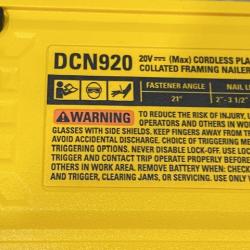 DCN920 20V (Max) CORDLESS PLA
COLLATED FRAMING NAILER
FASTENER ANGLE NAIL L
21° 2" - 3 1/2"
WARNING TO REDUCE THE RISK OF INJURY, U
OPERATORS AND OTHERS IN WOR
GLASSES WITH SIDE SHIELDS. KEEP FINGERS AWAY FROM T
AVOID ACCIDENTAL DISCHARGE. CHOICE OF TRIGGERING ME
TRIGGERING METHODS. NEVER DISABLE LOCK-OFF. USE LOC
TRIGGER AND CONTACT TRIP OPERATE PROPERLY BEFORE
OTHERS IN WORK AREA. REMOVE BATTERY WHEN: CHECK
AND TRIGGER, CLEARING JAMS, OR SERVICING. USE ONLY